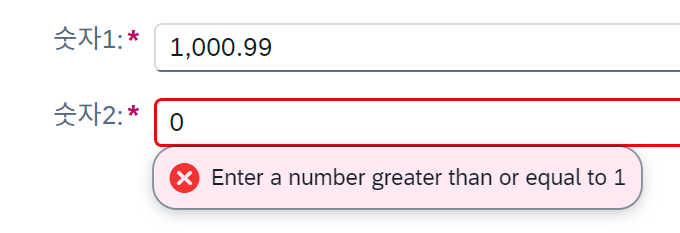 숫자1:* 1,000.99
숫자2:* 0
Enter a number greater than or equal to 1